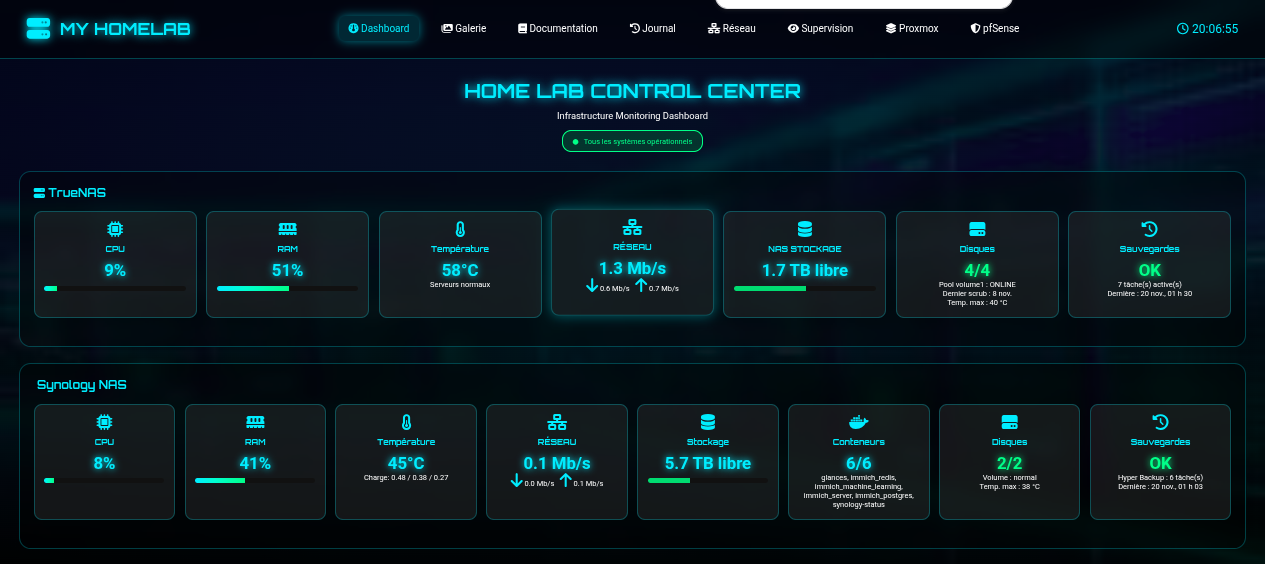 MY HOMELAB
Dashboard
Galerie
Documentation
Journal
Réseau
Supervision
Proxmox
pfSense
20:06:55
HOME LAB CONTROL CENTER
Infrastructure Monitoring Dashboard
Tous les systèmes opérationnels
TrueNAS
CPU
9%
RAM
51%
Température
58°C
Serveurs normaux
RÉSEAU
1.3 Mb/s
0.6 Mb/s 0.7 Mb/s
NAS STOCKAGE
1.7 TB libre
Disques
4/4
Pool volume1 : ONLINE
Dernier scrub : 8 nov.
Temp. max : 40 °C
Sauvegardes
OK
7 tâche(s) active(s)
Dernière : 20 nov., 01 h 30
Synology NAS
CPU
8%
RAM
41%
Température
45°C
Charge: 0.48 / 0.38 / 0.27
RÉSEAU
0.1 Mb/s
0.0 Mb/s 0.1 Mb/s
Stockage
5.7 TB libre
Conteneurs
6/6
glances, immich_redis,
immich_machine_learning,
immich_server, immich_postgres,
synology-status
Disques
2/2
Volume : normal
Temp. max : 38 °C
Sauvegardes
OK
Hyper Backup : 6 tâche(s)
Dernière : 20 nov., 01 h 03